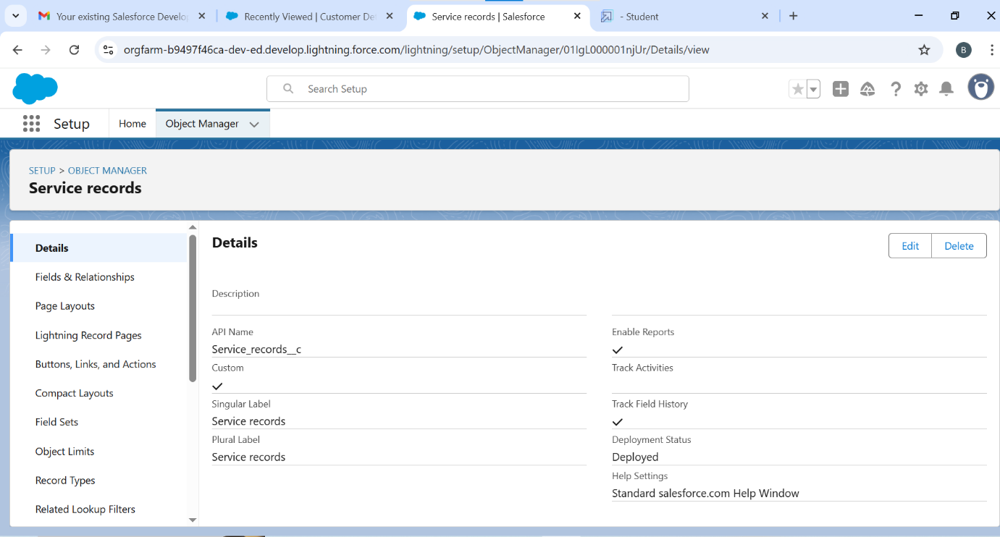 Your existing Salesforce Develo
Recently Viewed | Customer De
Service records | Salesforce
- Student
orgfarm-b9497f46ca-dev-ed.develop.lightning.force.com/lightning/setup/ObjectManager/01IgL000001njUr/Details/view
B
Search Setup
Setup
Home
Object Manager
SETUP > OBJECT MANAGER
Service records
Details
Fields & Relationships
Page Layouts
Lightning Record Pages
Buttons, Links, and Actions
Compact Layouts
Field Sets
Object Limits
Record Types
Related Lookup Filters
Details
Edit
Delete
Description
API Name
Service_records__c
Custom
Singular Label
Service records
Plural Label
Service records
Enable Reports
Track Activities
Track Field History
Deployment Status
Deployed
Help Settings
Standard salesforce.com Help Window